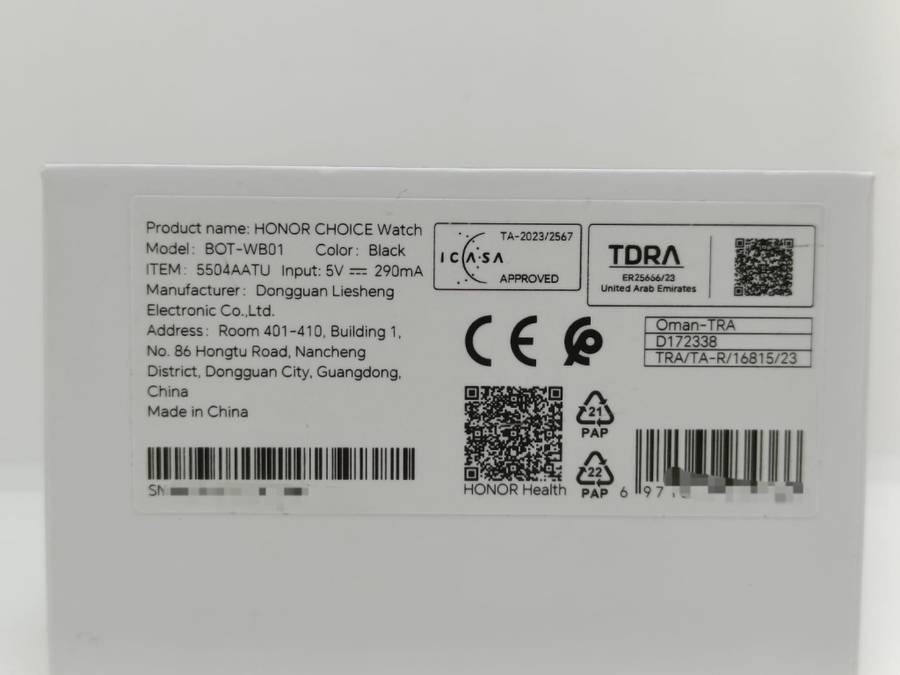 Product name: HONOR CHOICE Watch
Model: BOT-WB01 Color: Black
ITEM: 5504AATU Input: 5V ⎓ 290mA
Manufacturer: Dongguan Liesheng
Electronic Co.,Ltd.
Address: Room 401-410, Building 1,
No. 86 Hongtu Road, Nancheng
District, Dongguan City, Guangdong,
China
Made in China
SN
TA-2023/2567
ICASA
APPROVED
TDRA
ER25666/23
United Arab Emirates
CE
Oman-TRA
D172338
TRA/TA-R/16815/23
21
PAP
22
PAP
HONOR Health
6 97